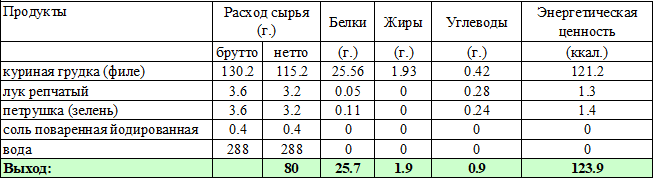 Продукты Расход сырья Белки Жиры Углеводы Энергетическая
(г.) ценность
брутто нетто (г.) (г.) (г.) (ккал.)
куриная грудка (филе) 130.2 115.2 25.56 1.93 0.42 121.2
лук репчатый 3.6 3.2 0.05 0 0.28 1.3
петрушка (зелень) 3.6 3.2 0.11 0 0.24 1.4
соль поваренная йодированная 0.4 0.4 0 0 0 0
вода 288 288 0 0 0 0
Выход: 80 25.7 1.9 0.9 123.9